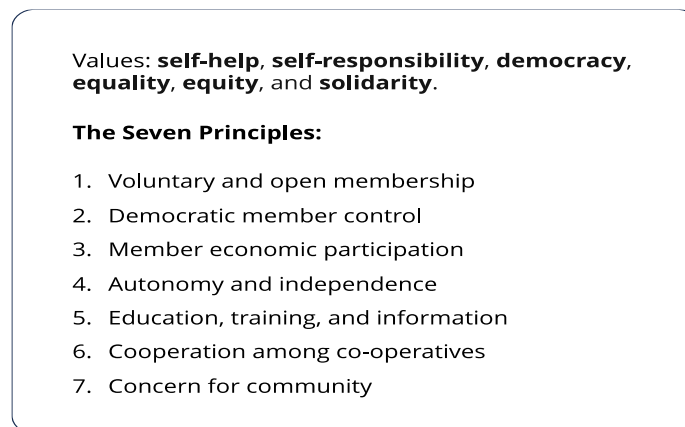 Values: self-help, self-responsibility, democracy,
equality, equity, and solidarity.
The Seven Principles:
1. Voluntary and open membership
2. Democratic member control
3. Member economic participation
4. Autonomy and independence
5. Education, training, and information
6. Cooperation among co-operatives
7. Concern for community